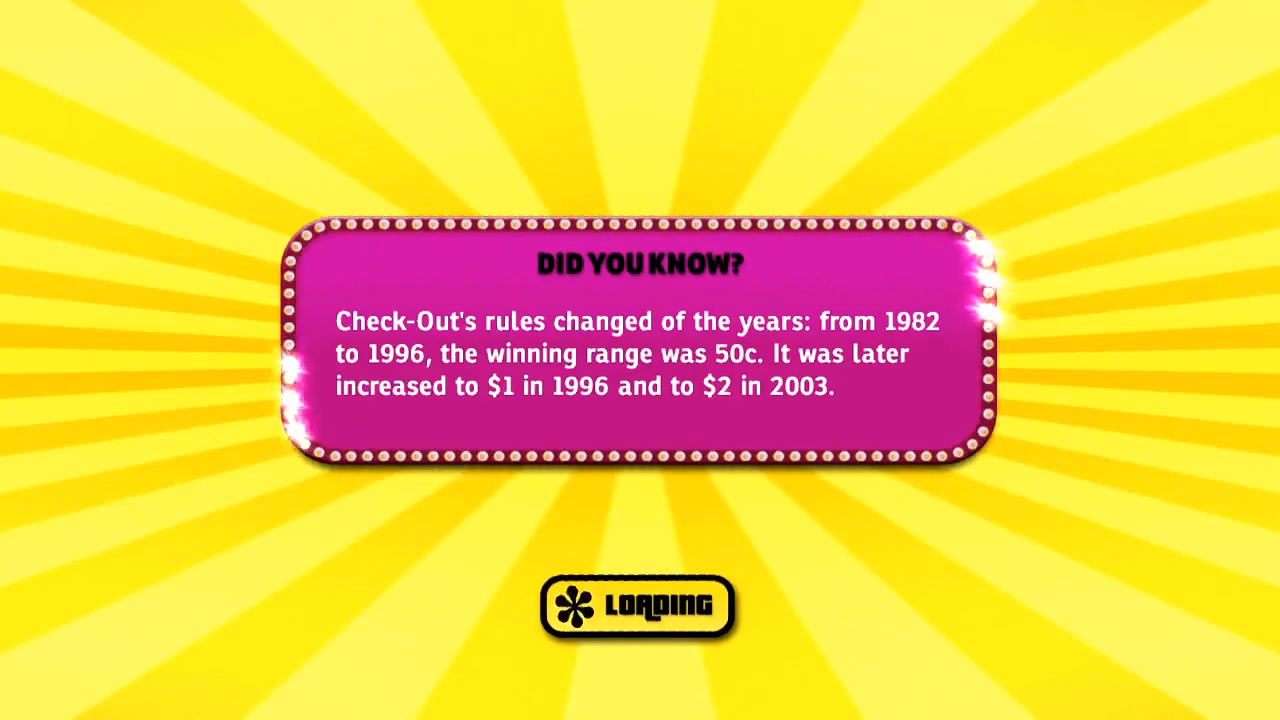 DID YOU KNOW?
Check-Out's rules changed of the years: from 1982
to 1996, the winning range was 50c. It was later
increased to $1 in 1996 and to $2 in 2003.
LOADING